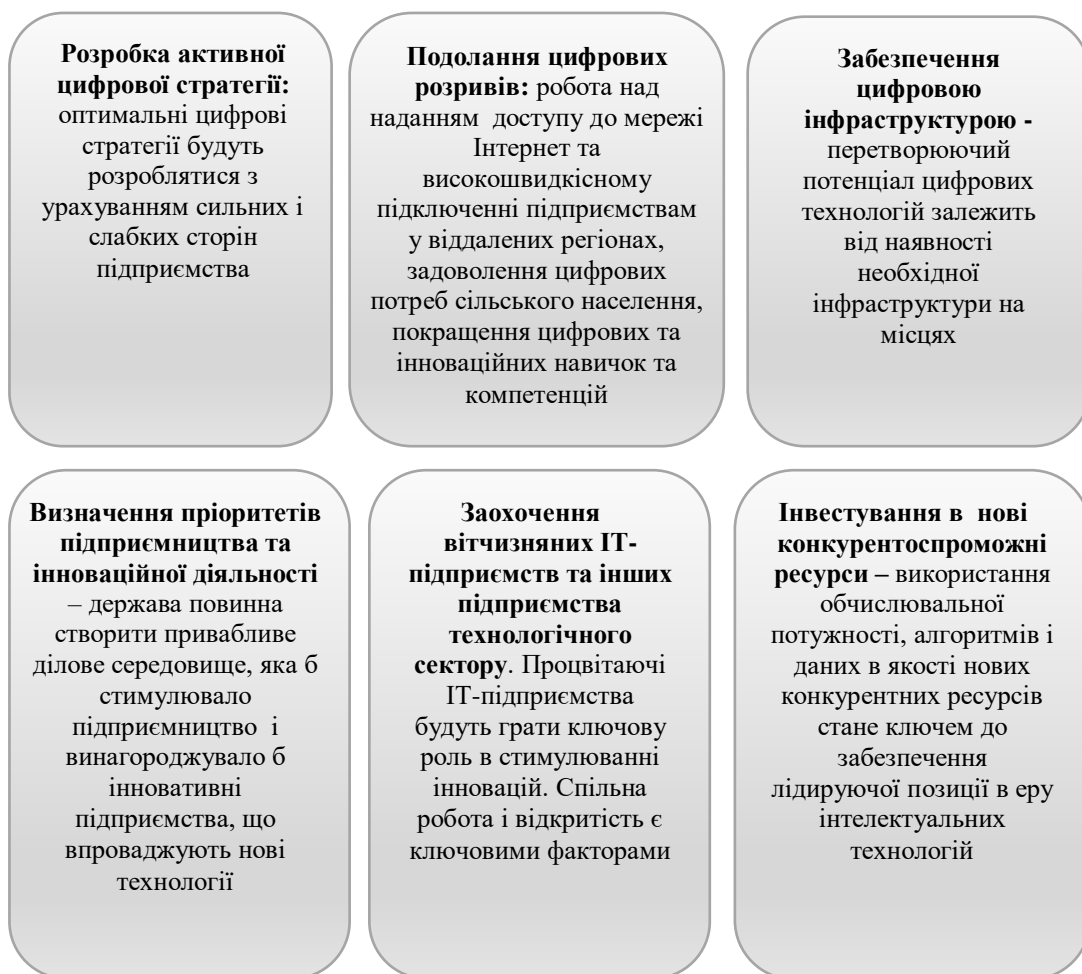 Розробка активної
цифрової стратегії:
оптимальні цифрові
стратегії будуть
розроблятися з
урахуванням сильних і
слабких сторін
підприємства
Подолання цифрових
розривів: робота над
наданням доступу до мережі
Інтернет та
високошвидкісному
підключенні підприємствам
у віддалених регіонах,
задоволення цифрових
потреб сільського населення,
покращення цифрових та
інноваційних навичок та
компетенцій
Забезпечення
цифровою
інфраструктурою -
перетворюючий
потенціал цифрових
технологій залежить
від наявності
необхідної
інфраструктури на
місцях
Визначення пріоритетів
підприємництва та
інноваційної діяльності
– держава повинна
створити привабливе
ділове середовище, яка б
стимулювало
підприємництво і
винагороджувало б
інновативні
підприємства, що
впроваджують нові
технології
Заохочення
вітчизняних ІТ-
підприємств та інших
підприємства
технологічного
сектору. Процвітаючі
ІТ-підприємства
будуть грати ключову
роль в стимулюванні
інновацій. Спільна
робота і відкритість є
ключовими факторами
Інвестування в нові
конкурентоспроможні
ресурси – використання
обчислювальної
потужності, алгоритмів і
даних в якості нових
конкурентних ресурсів
стане ключем до
забезпечення
лідируючої позиції в еру
інтелектуальних
технологій